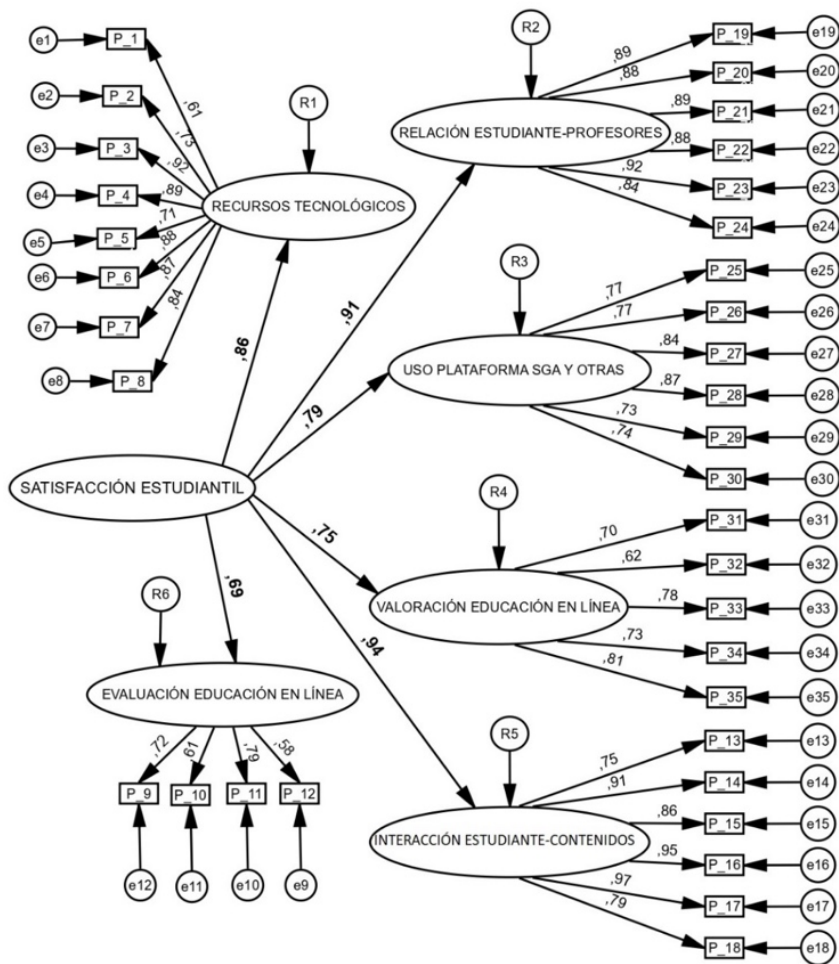 e1 P_1
e2 P_2
e3 P_3
e4 P_4
e5 P_5
e6 P_6
e7 P_7
e8 P_8
,61
,73
,92
,89
,71
,88
,87
,84
R1
RECURSOS TECNOLÓGICOS
,86
SATISFACCIÓN ESTUDIANTIL
,91
,79
,75
,94
,69
R6
EVALUACIÓN EDUCACIÓN EN LÍNEA
,72 ,61 ,79 ,58
P_9 P_10 P_11 P_12
e12 e11 e10 e9
R2
RELACIÓN ESTUDIANTE-PROFESORES
,89 P_19 e19
,88 P_20 e20
,89 P_21 e21
,88 P_22 e22
,92 P_23 e23
,84 P_24 e24
R3
USO PLATAFORMA SGA Y OTRAS
,77 P_25 e25
,77 P_26 e26
,84 P_27 e27
,87 P_28 e28
,73 P_29 e29
,74 P_30 e30
R4
VALORACIÓN EDUCACIÓN EN LÍNEA
,70 P_31 e31
,62 P_32 e32
,78 P_33 e33
,73 P_34 e34
,81 P_35 e35
R5
INTERACCIÓN ESTUDIANTE-CONTENIDOS
,75 P_13 e13
,91 P_14 e14
,86 P_15 e15
,95 P_16 e16
,97 P_17 e17
,79 P_18 e18